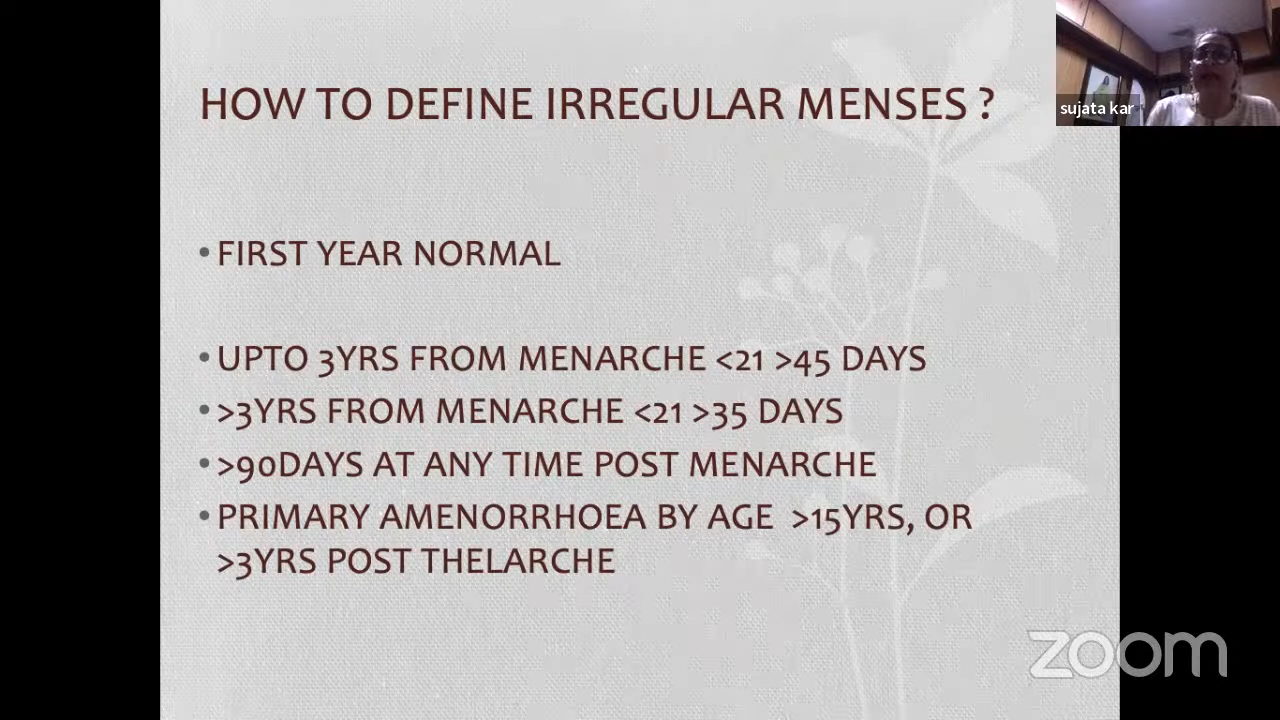 HOW TO DEFINE IRREGULAR MENSES ?
sujata kar
•FIRST YEAR NORMAL
•UPTO 3YRS FROM MENARCHE <21 >45 DAYS
•>3YRS FROM MENARCHE <21 >35 DAYS
•>90DAYS AT ANY TIME POST MENARCHE
•PRIMARY AMENORRHOEA BY AGE >15YRS, OR
>3YRS POST THELARCHE
zoom